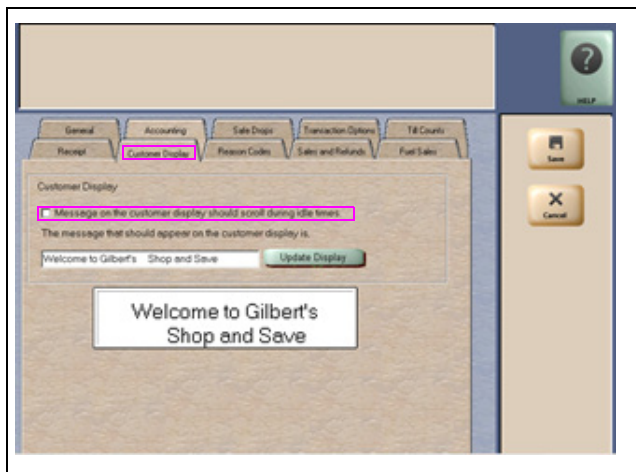 HELP
General Accounting Safe Drops Transaction Options Till Counts
Receipt Customer Display Reason Codes Sales and Refunds Fuel Sales
Save
Customer Display
Message on the customer display should scroll during idle times.
Cancel
The message that should appear on the customer display is.
Welcome to Gilbert's Shop and Save Update Display
Welcome to Gilbert's
Shop and Save